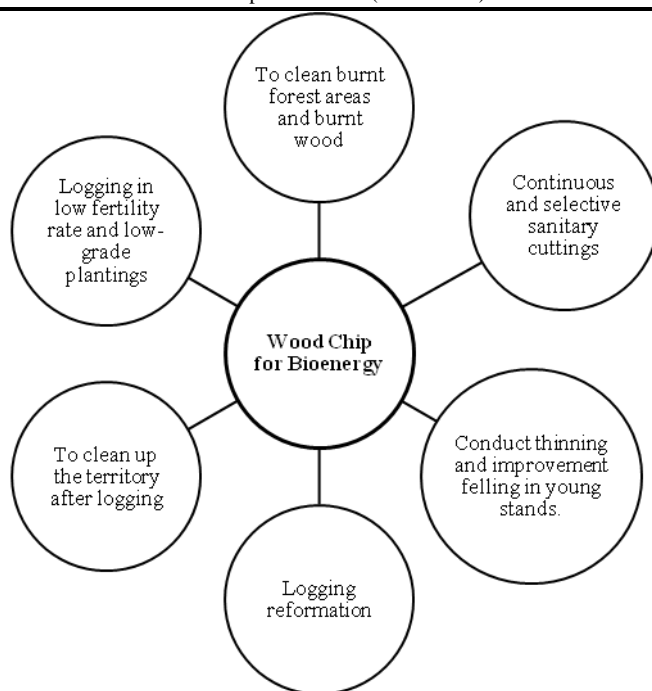 To clean burnt
forest areas
and burnt
wood
Continuous
and selective
sanitary
cuttings
Conduct thinning
and improvement
felling in young
stands.
Logging
reformation
To clean up
the territory
after logging
Logging in
low fertility
rate and low-
grade
plantings
Wood Chip
for Bioenergy